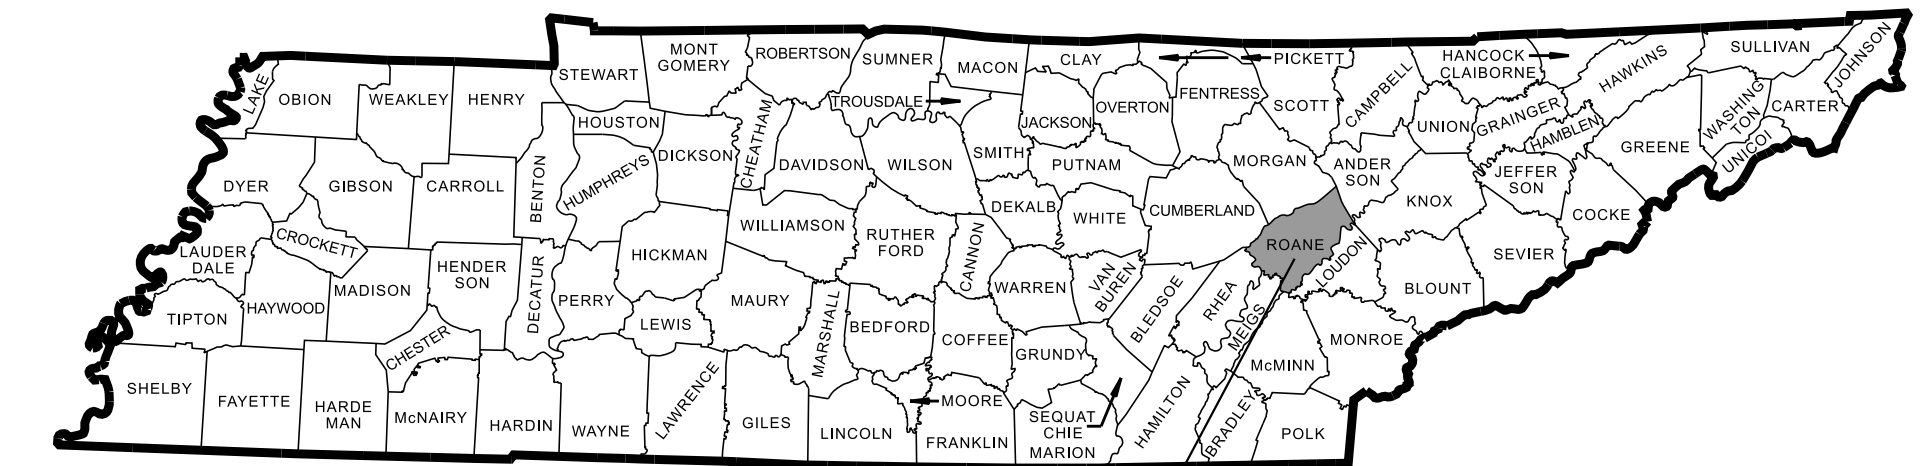 LAKE
OBION
WEAKLEY
HENRY
STEWART
MONT
GOMERY
ROBERTSON
SUMNER
TROUSDALE
MACON
CLAY
PICKETT
HANCOCK
CLAIBORNE
HAWKINS
SULLIVAN
JOHNSON
CARTER
WASHING
TON
UNICOI
GREENE
HAMBLEN
GRAINGER
UNION
CAMPBELL
SCOTT
FENTRESS
OVERTON
JACKSON
SMITH
PUTNAM
WILSON
DAVIDSON
CHEATHAM
DICKSON
HOUSTON
HUMPHREYS
BENTON
CARROLL
GIBSON
DYER
LAUDER
DALE
CROCKETT
HAYWOOD
MADISON
HENDER
SON
DECATUR
PERRY
HICKMAN
WILLIAMSON
RUTHER
FORD
CANNON
DEKALB
WHITE
CUMBERLAND
MORGAN
ANDER
SON
KNOX
JEFFER
SON
COCKE
SEVIER
BLOUNT
LOUDON
ROANE
RHEA
MEIGS
BLEDSOE
VAN
BUREN
WARREN
COFFEE
BEDFORD
MARSHALL
MAURY
LEWIS
CHESTER
TIPTON
SHELBY
FAYETTE
HARDE
MAN
McNAIRY
HARDIN
WAYNE
LAWRENCE
GILES
LINCOLN
MOORE
FRANKLIN
GRUNDY
SEQUAT
CHIE
MARION
HAMILTON
BRADLEY
McMINN
MONROE
POLK